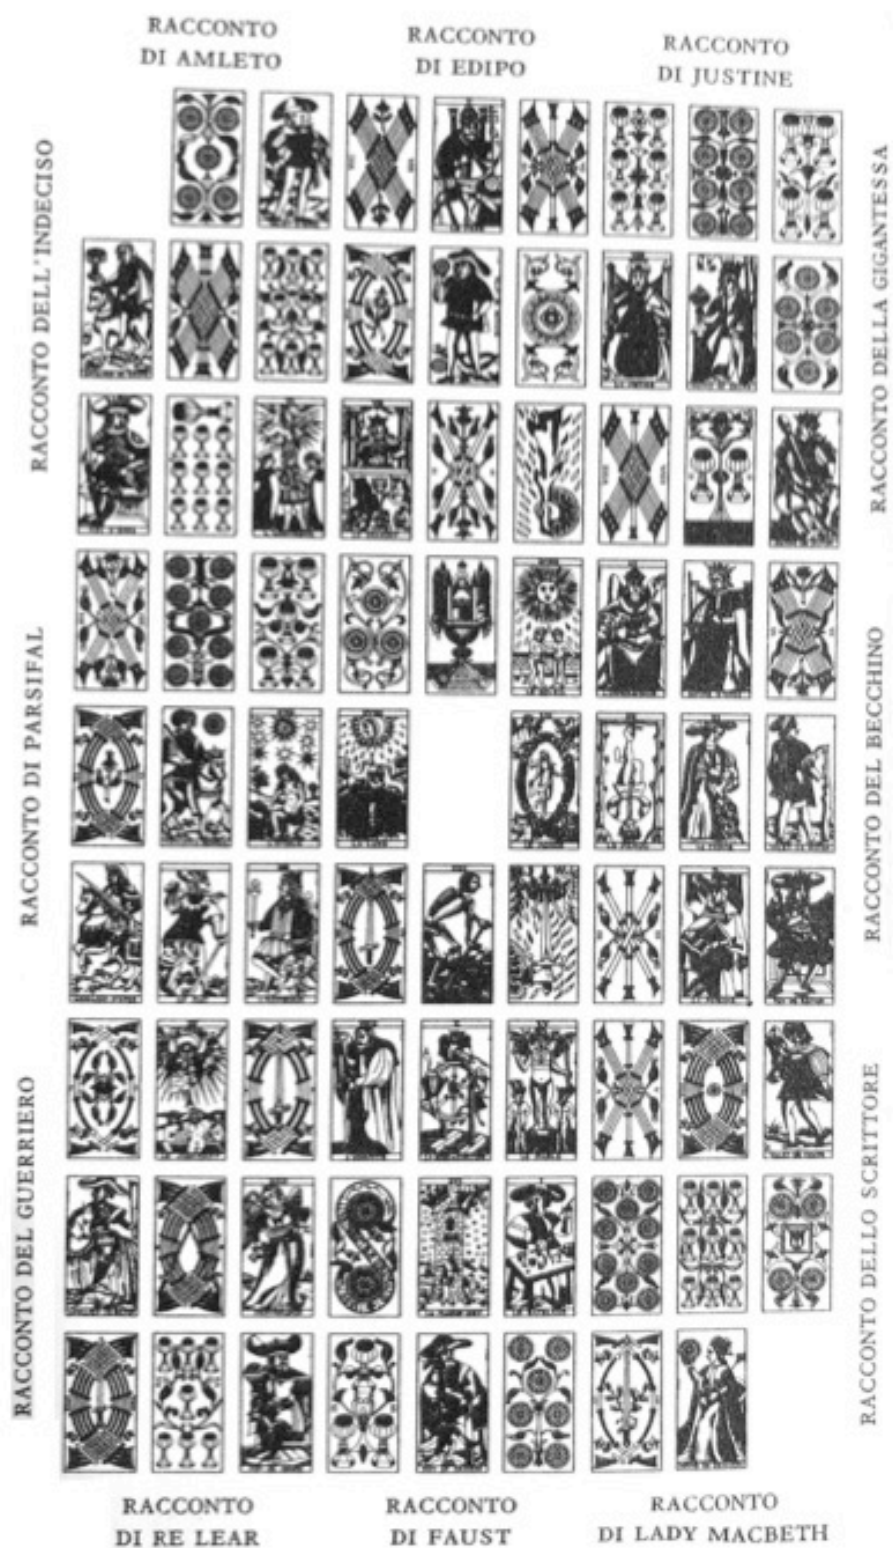 RACCONTO
DI AMLETO
RACCONTO
DI EDIPO
RACCONTO
DI JUSTINE
RACCONTO DELL'INDECISO
RACCONTO DELLA GIGANTESSA
RACCONTO DI PARSIFAL
RACCONTO DEL BECCHINO
RACCONTO DEL GUERRIERO
RACCONTO DELLO SCRITTORE
RACCONTO
DI RE LEAR
RACCONTO
DI FAUST
RACCONTO
DI LADY MACBETH